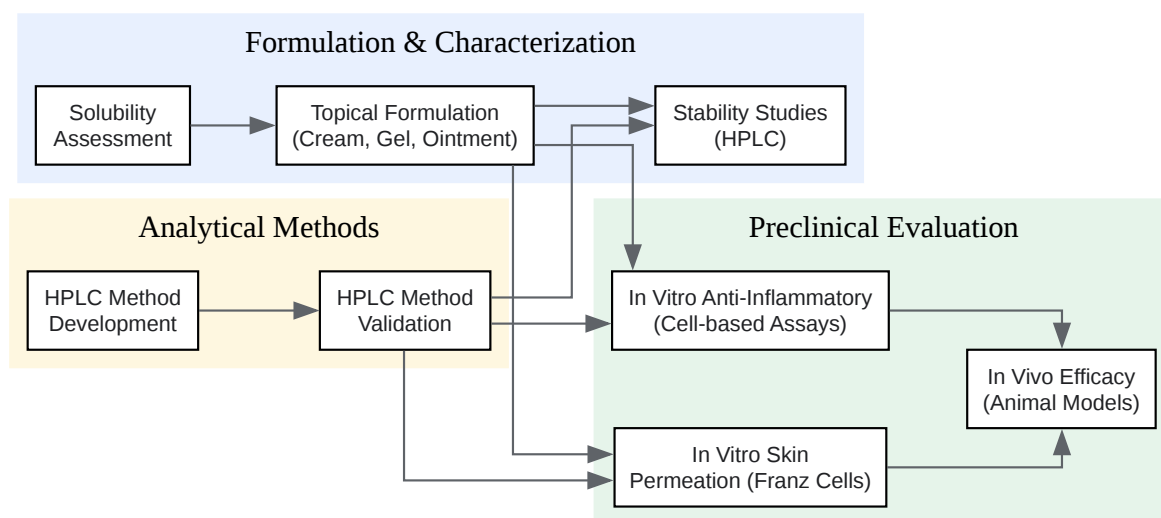 Formulation & Characterization
Solubility
Assessment
Topical Formulation
(Cream, Gel, Ointment)
Stability Studies
(HPLC)
Analytical Methods
HPLC Method
Development
HPLC Method
Validation
Preclinical Evaluation
In Vitro Anti-Inflammatory
(Cell-based Assays)
In Vivo Efficacy
(Animal Models)
In Vitro Skin
Permeation (Franz Cells)